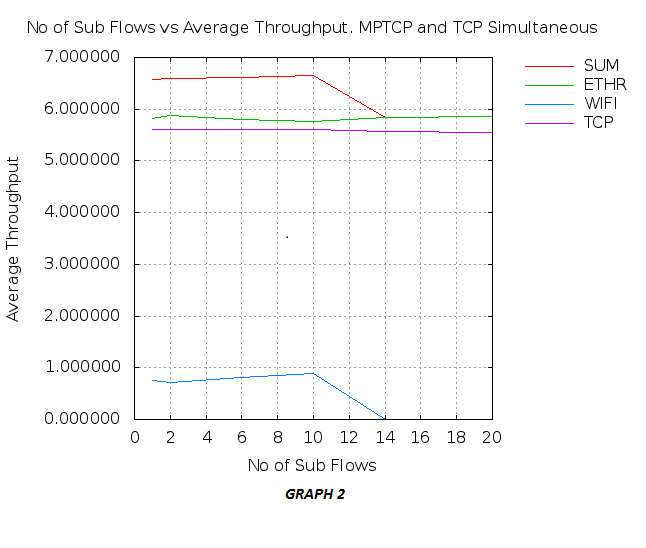 No of Sub Flows vs Average Throughput. MPTCP and TCP Simultaneous
7.000000
6.000000
5.000000
4.000000
3.000000
2.000000
1.000000
0.000000
Average Throughput
0 2 4 6 8 10 12 14 16 18 20
No of Sub Flows
SUM
ETHR
WIFI
TCP
GRAPH 2